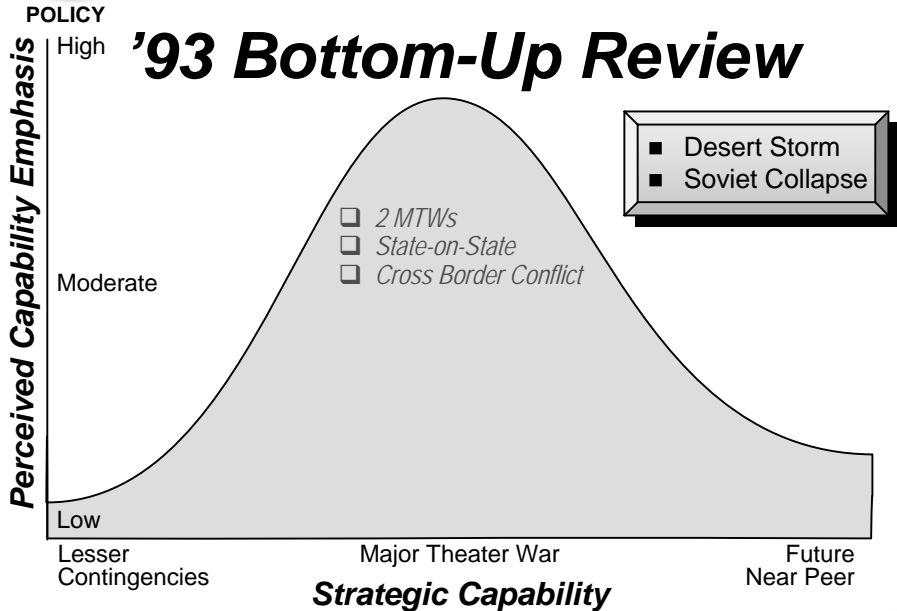 POLICY
High
'93 Bottom-Up Review
Perceived Capability Emphasis
■ Desert Storm
■ Soviet Collapse
❑ 2 MTWs
❑ State-on-State
❑ Cross Border Conflict
Moderate
Low
Lesser
Contingencies
Major Theater War
Future
Near Peer
Strategic Capability